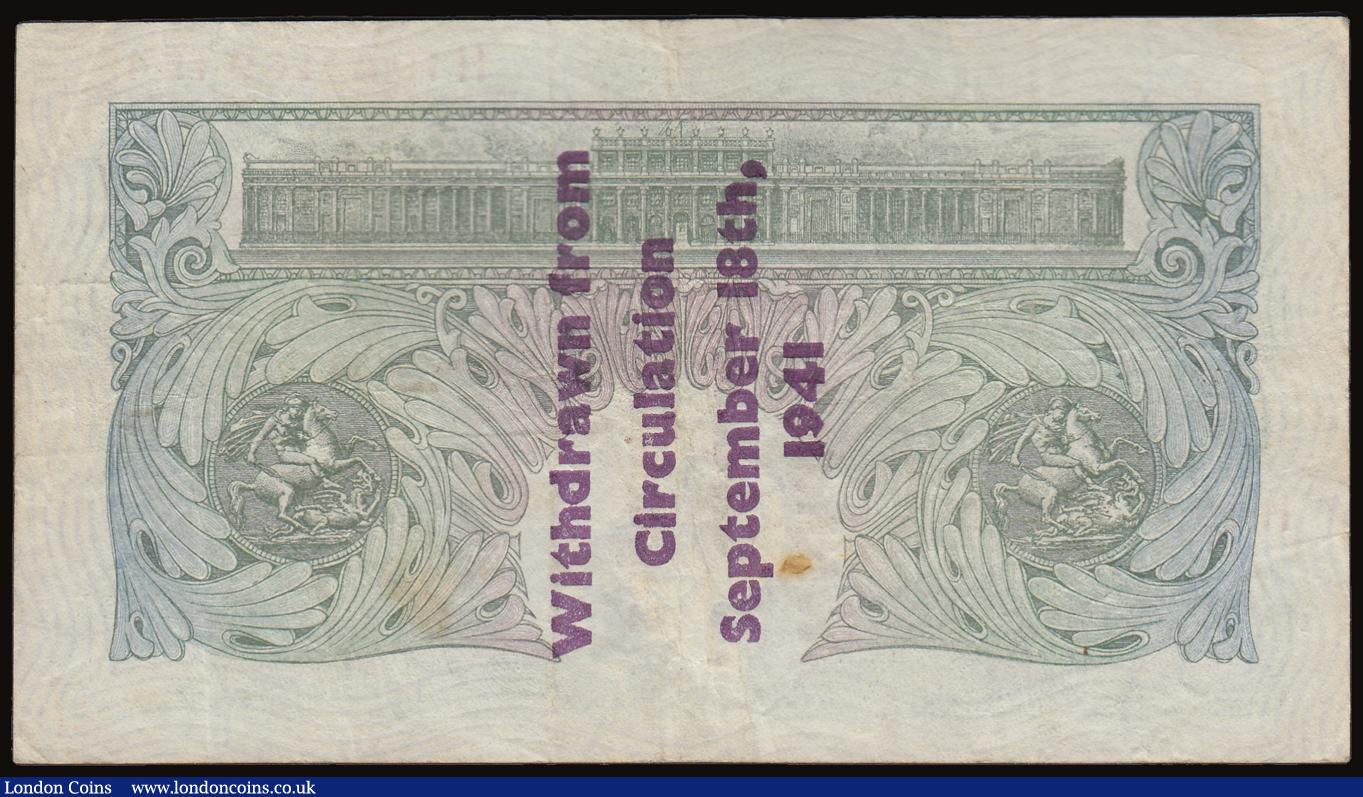 Withdrawn from
Circulation
September 18th,
1941
London Coins www.londoncoins.co.uk